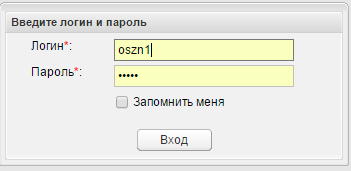 Введите логин и пароль
Логин*: oszn1
Пароль*: •••••
Запомнить меня
Вход